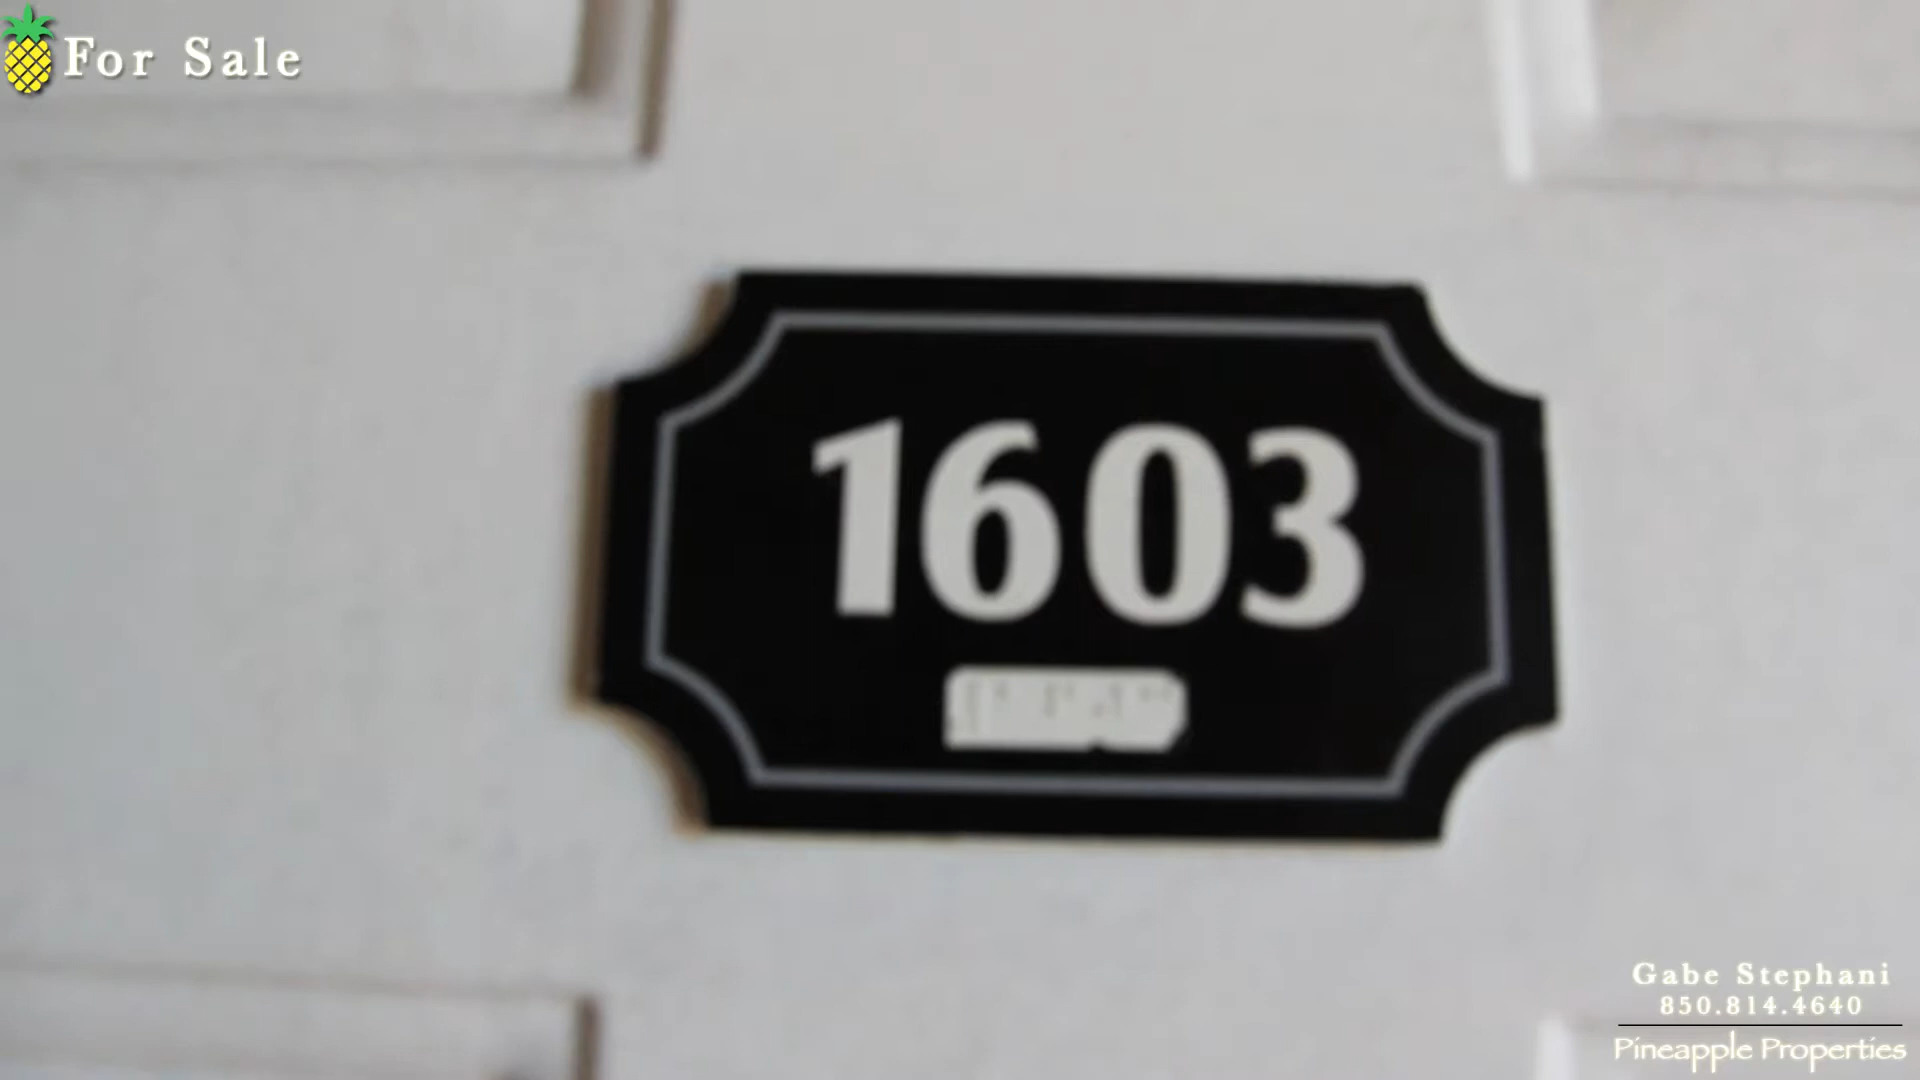 For Sale
1603
Gabe Stephani
850.814.4640
Pineapple Properties